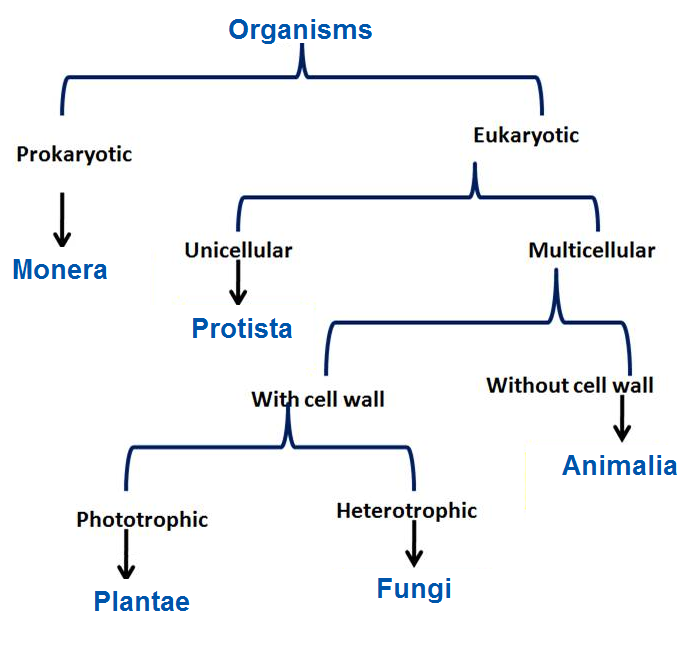 Organisms
Prokaryotic
Eukaryotic
Monera
Unicellular
Multicellular
Protista
With cell wall
Without cell wall
Animalia
Phototrophic
Heterotrophic
Plantae
Fungi